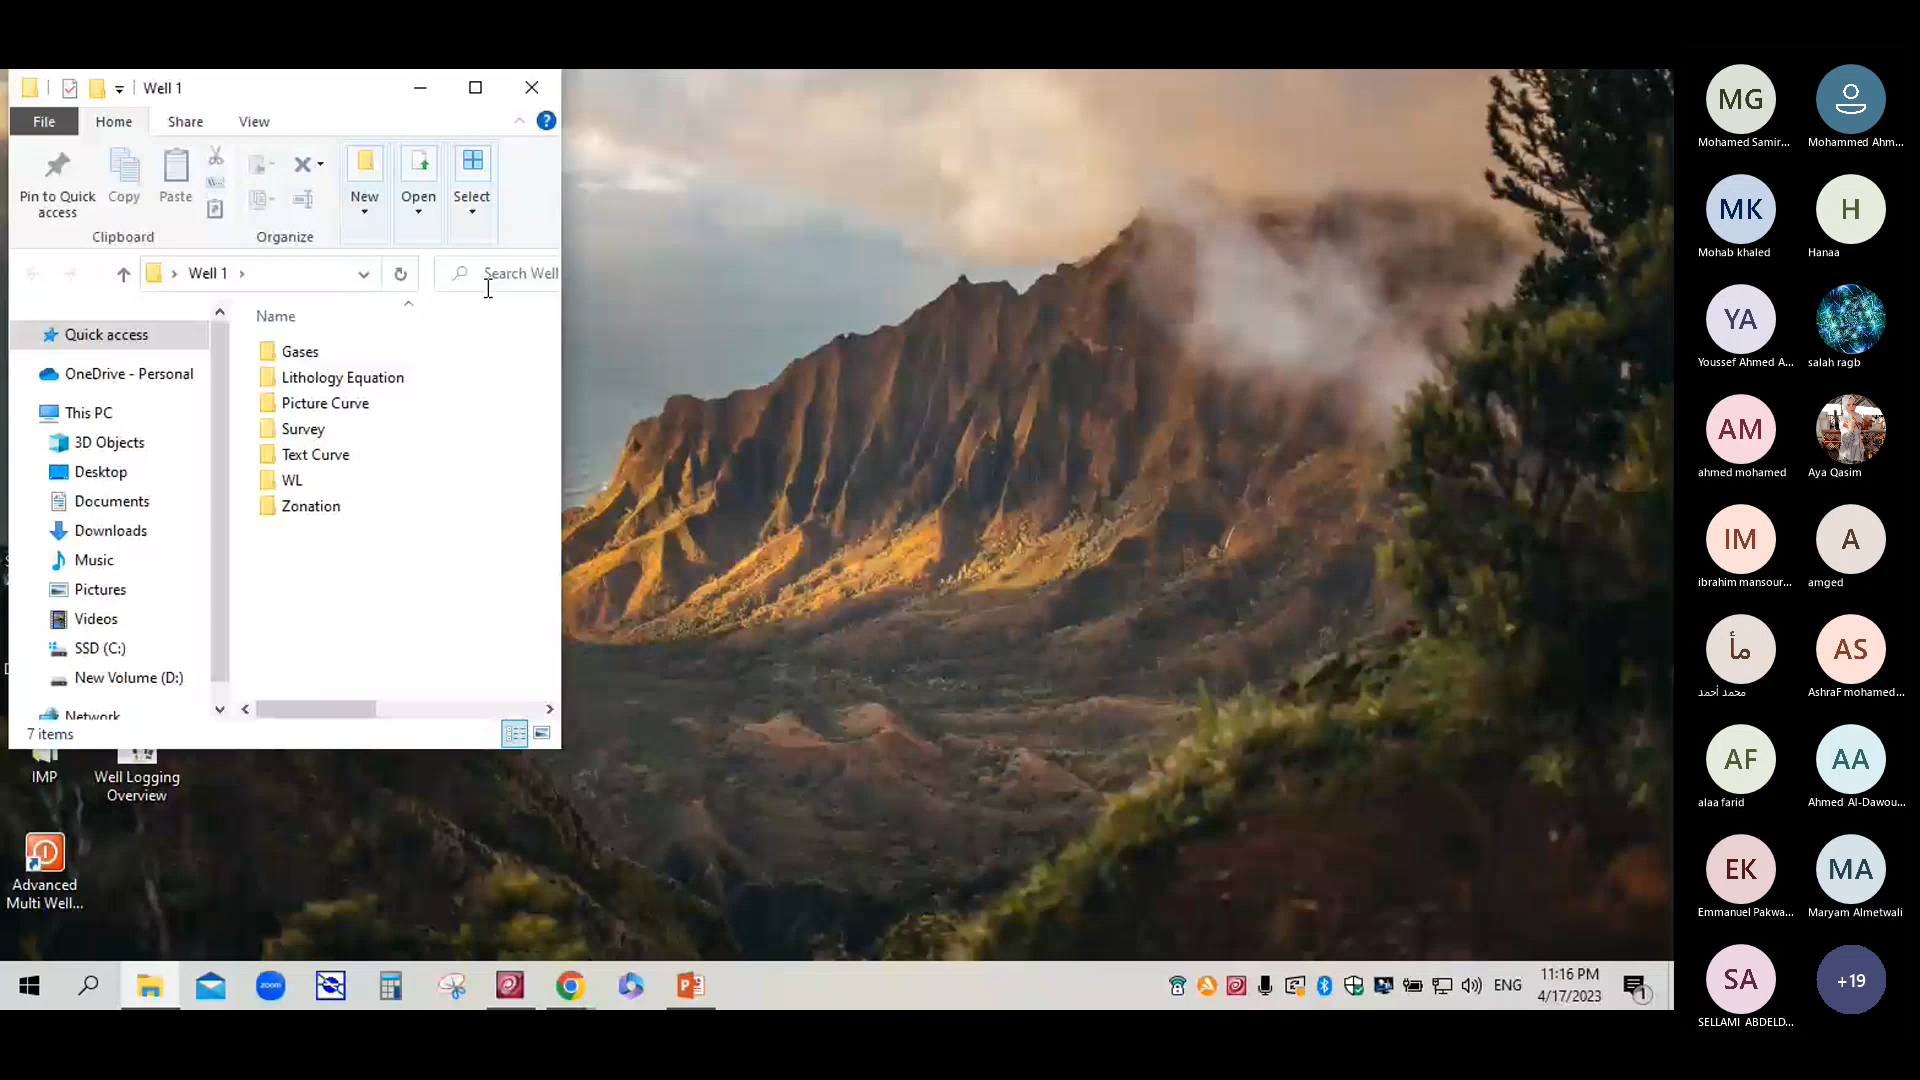 Well 1
File
Home
Share
View
Pin to Quick
access
Copy
Paste
New
Open
Select
Clipboard
Organize
Well 1
Search Well
Name
Quick access
OneDrive - Personal
This PC
3D Objects
Desktop
Documents
Downloads
Music
Pictures
Videos
SSD (C:)
New Volume (D:)
Network
Gases
Lithology Equation
Picture Curve
Survey
Text Curve
WL
Zonation
7 items
IMP
Well Logging
Overview
Advanced
Multi Well...
zoom
ENG
11:16 PM
4/17/2023
1
MG
Mohamed Samir...
Mohammed Ahm...
MK
Mohab khaled
H
Hanaa
YA
Youssef Ahmed A...
salah ragb
AM
ahmed mohamed
Aya Qasim
IM
ibrahim mansour...
A
amged
مأ
محمد أحمد
AS
AshraF mohamed...
AF
alaa farid
AA
Ahmed Al-Dawou...
EK
Emmanuel Pakwa...
MA
Maryam Almetwali
SA
SELLAMI ABDELD...
+19